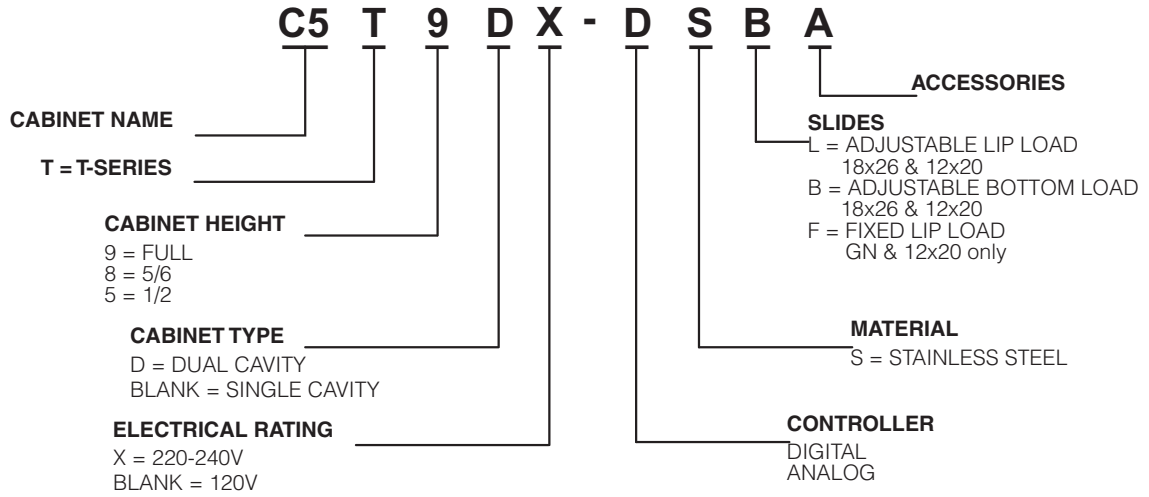 C5 T 9 D X - D S B A
ACCESSORIES
CABINET NAME
SLIDES
L = ADJUSTABLE LIP LOAD
18x26 & 12x20
B = ADJUSTABLE BOTTOM LOAD
18x26 & 12x20
F = FIXED LIP LOAD
GN & 12x20 only
T = T-SERIES
CABINET HEIGHT
9 = FULL
8 = 5/6
5 = 1/2
CABINET TYPE
D = DUAL CAVITY
BLANK = SINGLE CAVITY
MATERIAL
S = STAINLESS STEEL
ELECTRICAL RATING
X = 220-240V
BLANK = 120V
CONTROLLER
DIGITAL
ANALOG